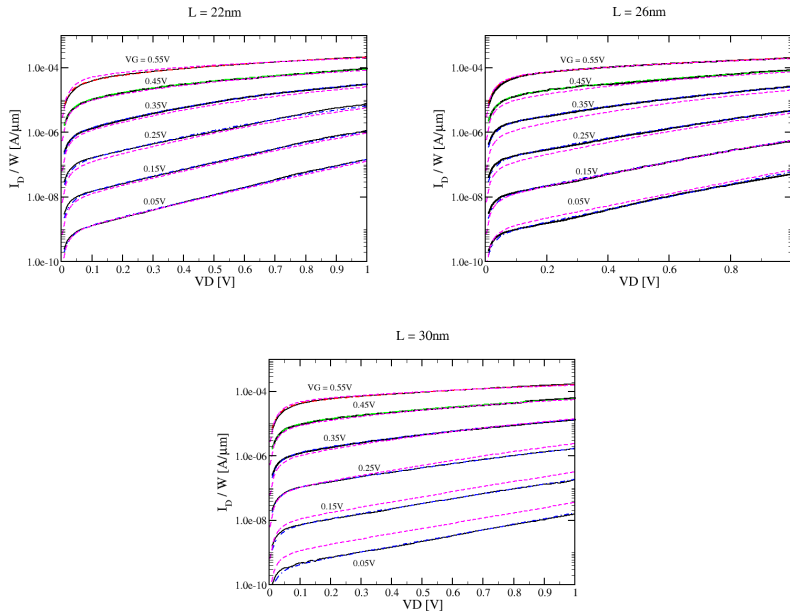 L = 22nm
I_D / W [A/μm]
1.0e-04
1.0e-06
1.0e-08
1.0e-10
VG = 0.55V
0.45V
0.35V
0.25V
0.15V
0.05V
0 0.1 0.2 0.3 0.4 0.5 0.6 0.7 0.8 0.9 1
VD [V]
L = 26nm
I_D / W [A/μm]
1.0e-04
1.0e-06
1.0e-08
1.0e-10
VG = 0.55V
0.45V
0.35V
0.25V
0.15V
0.05V
0 0.2 0.4 0.6 0.8
VD [V]
L = 30nm
I_D / W [A/μm]
1.0e-04
1.0e-06
1.0e-08
1.0e-10
VG = 0.55V
0.45V
0.35V
0.25V
0.15V
0.05V
0 0.1 0.2 0.3 0.4 0.5 0.6 0.7 0.8 0.9 1
VD [V]